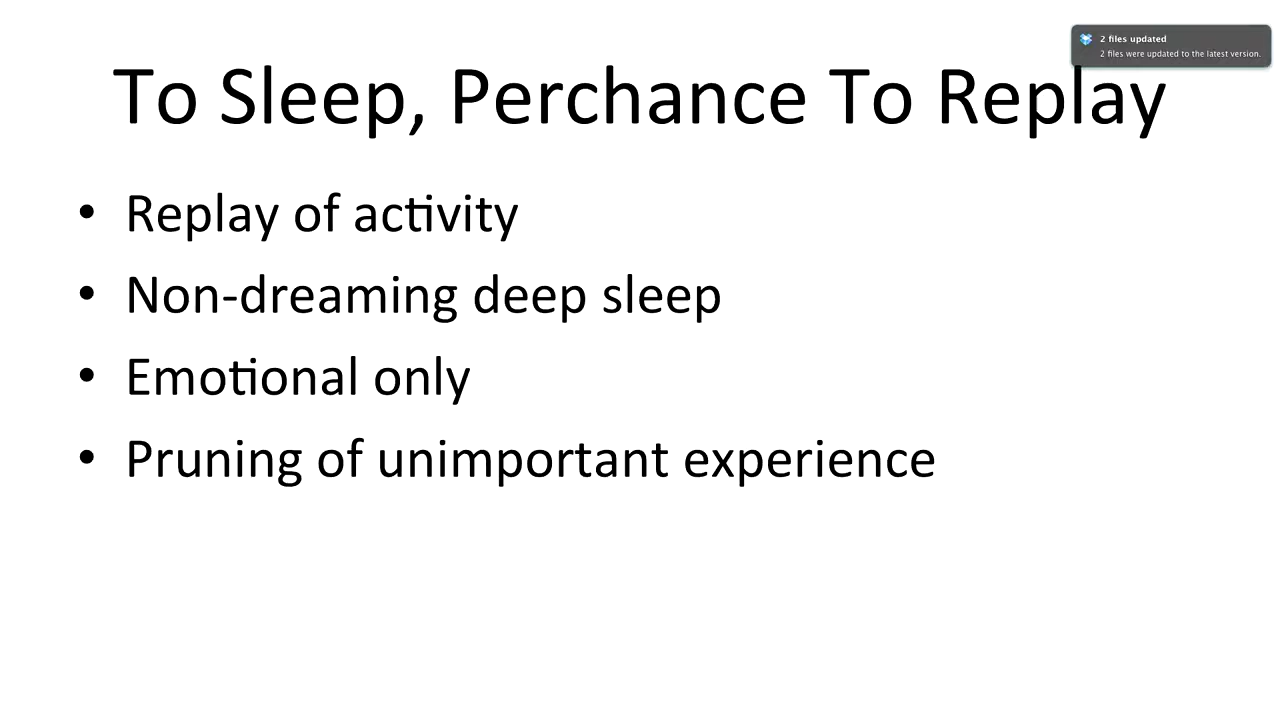 2 files updated
2 files were updated to the latest version.
To Sleep, Perchance To Replay
• Replay of activity
• Non-dreaming deep sleep
• Emotional only
• Pruning of unimportant experience